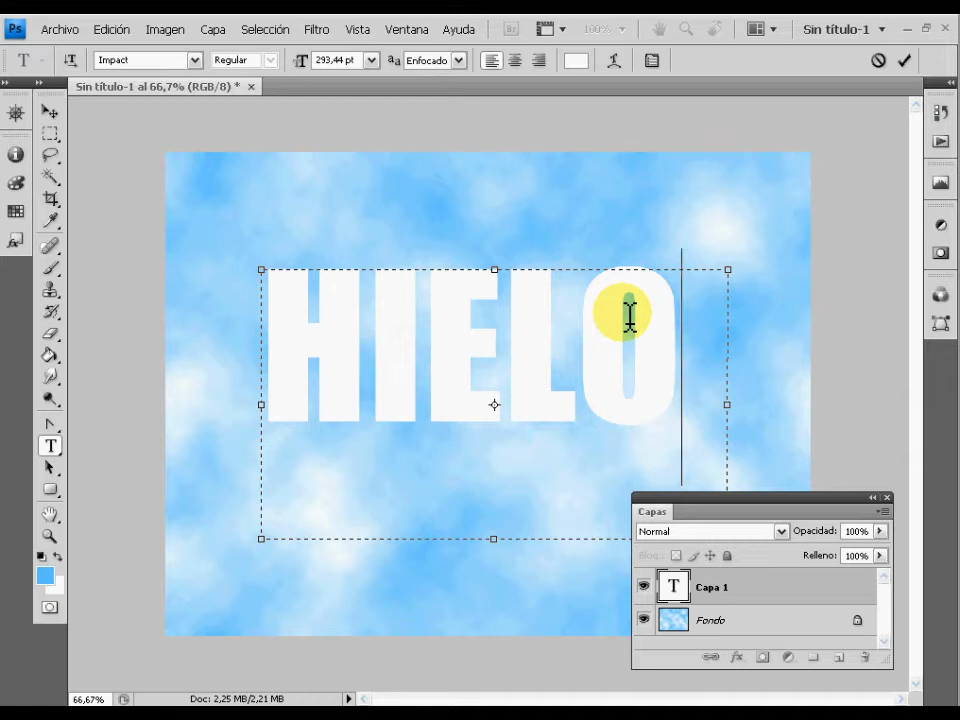 Ps Archivo Edición Imagen Capa Selección Filtro Vista Ventana Ayuda Br 100% Sin título-1
T Impact Regular 293,44 pt Enfocado
Sin título-1 al 66,7% (RGB/8) *
HIELO
Capas
Normal Opacidad: 100%
Bloq.: Relleno: 100%
T Capa 1
Fondo
fx
66,67% Doc: 2,25 MB/2,21 MB